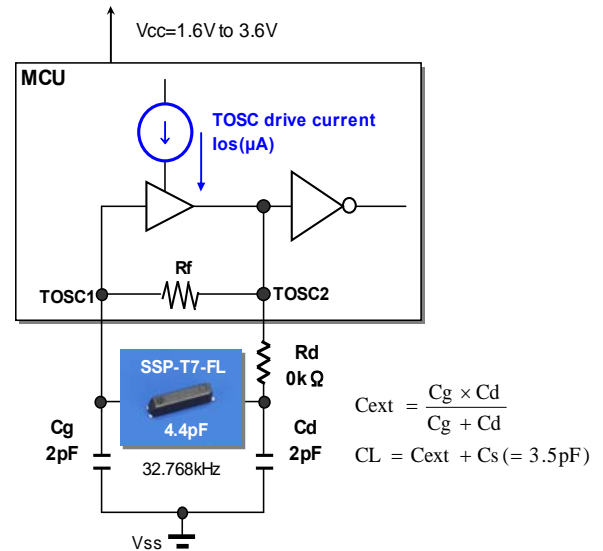 Vcc=1.6V to 3.6V
MCU
TOSC drive current
Ios(µA)
Rf
TOSC1
TOSC2
SSP-T7-FL
4.4pF
Rd
0kΩ
Cg
2pF
Cd
2pF
32.768kHz
Vss
Cext = Cg × Cd / Cg + Cd
CL = Cext + Cs (= 3.5pF)